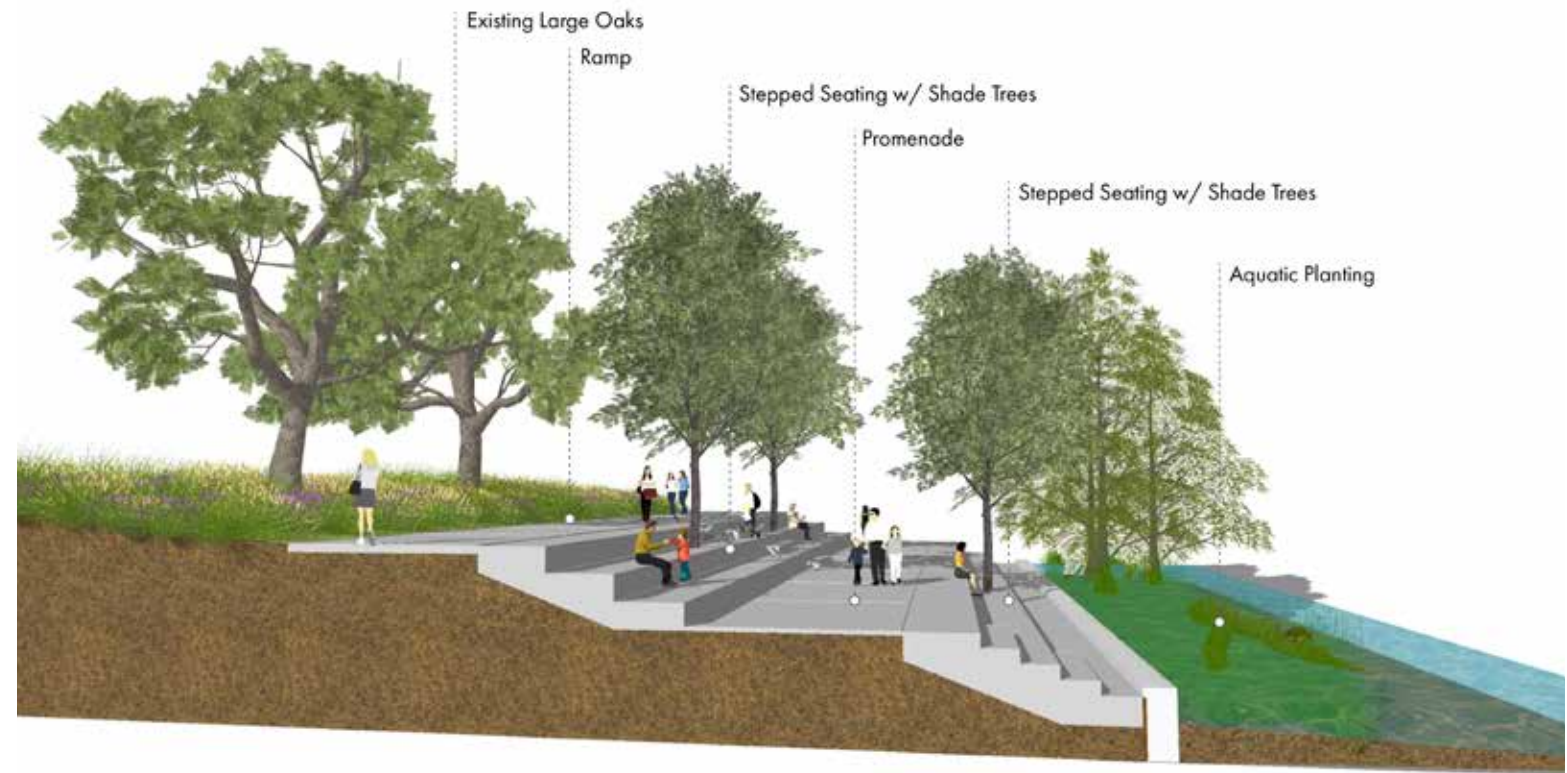 Existing Large Oaks
Ramp
Stepped Seating w/ Shade Trees
Promenade
Stepped Seating w/ Shade Trees
Aquatic Planting